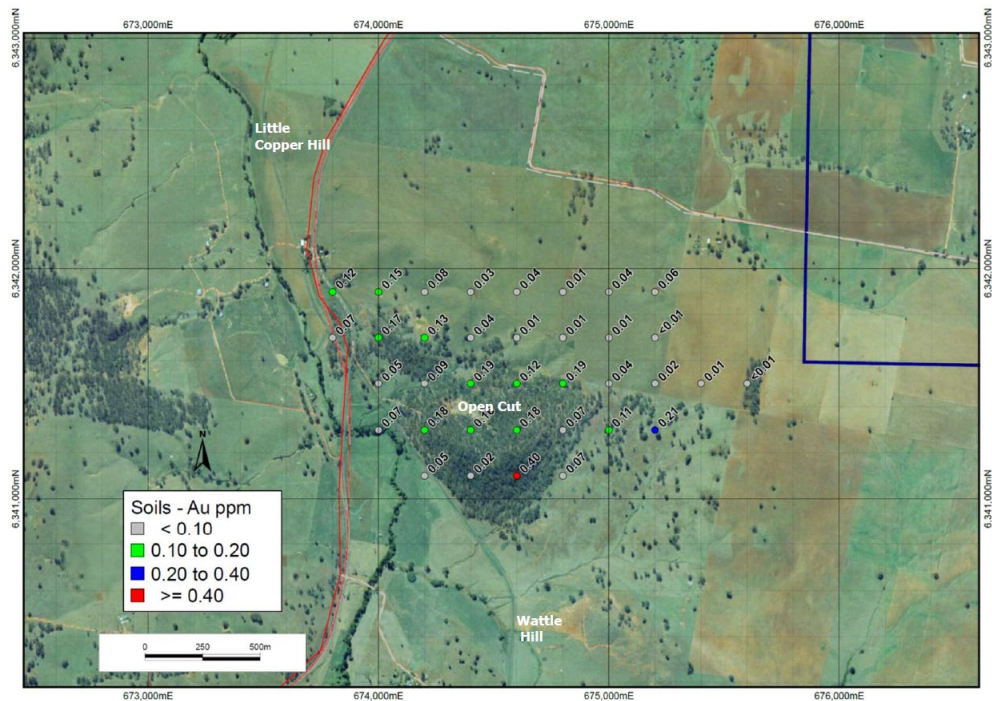 673,000mE 674,000mE 675,000mE 676,000mE
6,343,000mN 6,343,000mN
Little
Copper Hill
6,342,000mN 6,342,000mN
0.12 0.15 0.08 0.03 0.04 0.01 0.04 0.06
0.07 0.17 0.13 0.04 0.01 0.01 0.01 <0.01
0.05 0.09 0.19 0.12 0.19 0.04 0.02 0.01 <0.01
Open Cut
0.07 0.18 0.18 0.07 0.11 0.21
0.05 0.02 0.40 0.07
N
6,341,000mN 6,341,000mN
Soils - Au ppm
< 0.10
0.10 to 0.20
0.20 to 0.40
>= 0.40
Wattle
Hill
0 250 500m
673,000mE 674,000mE 675,000mE 676,000mE